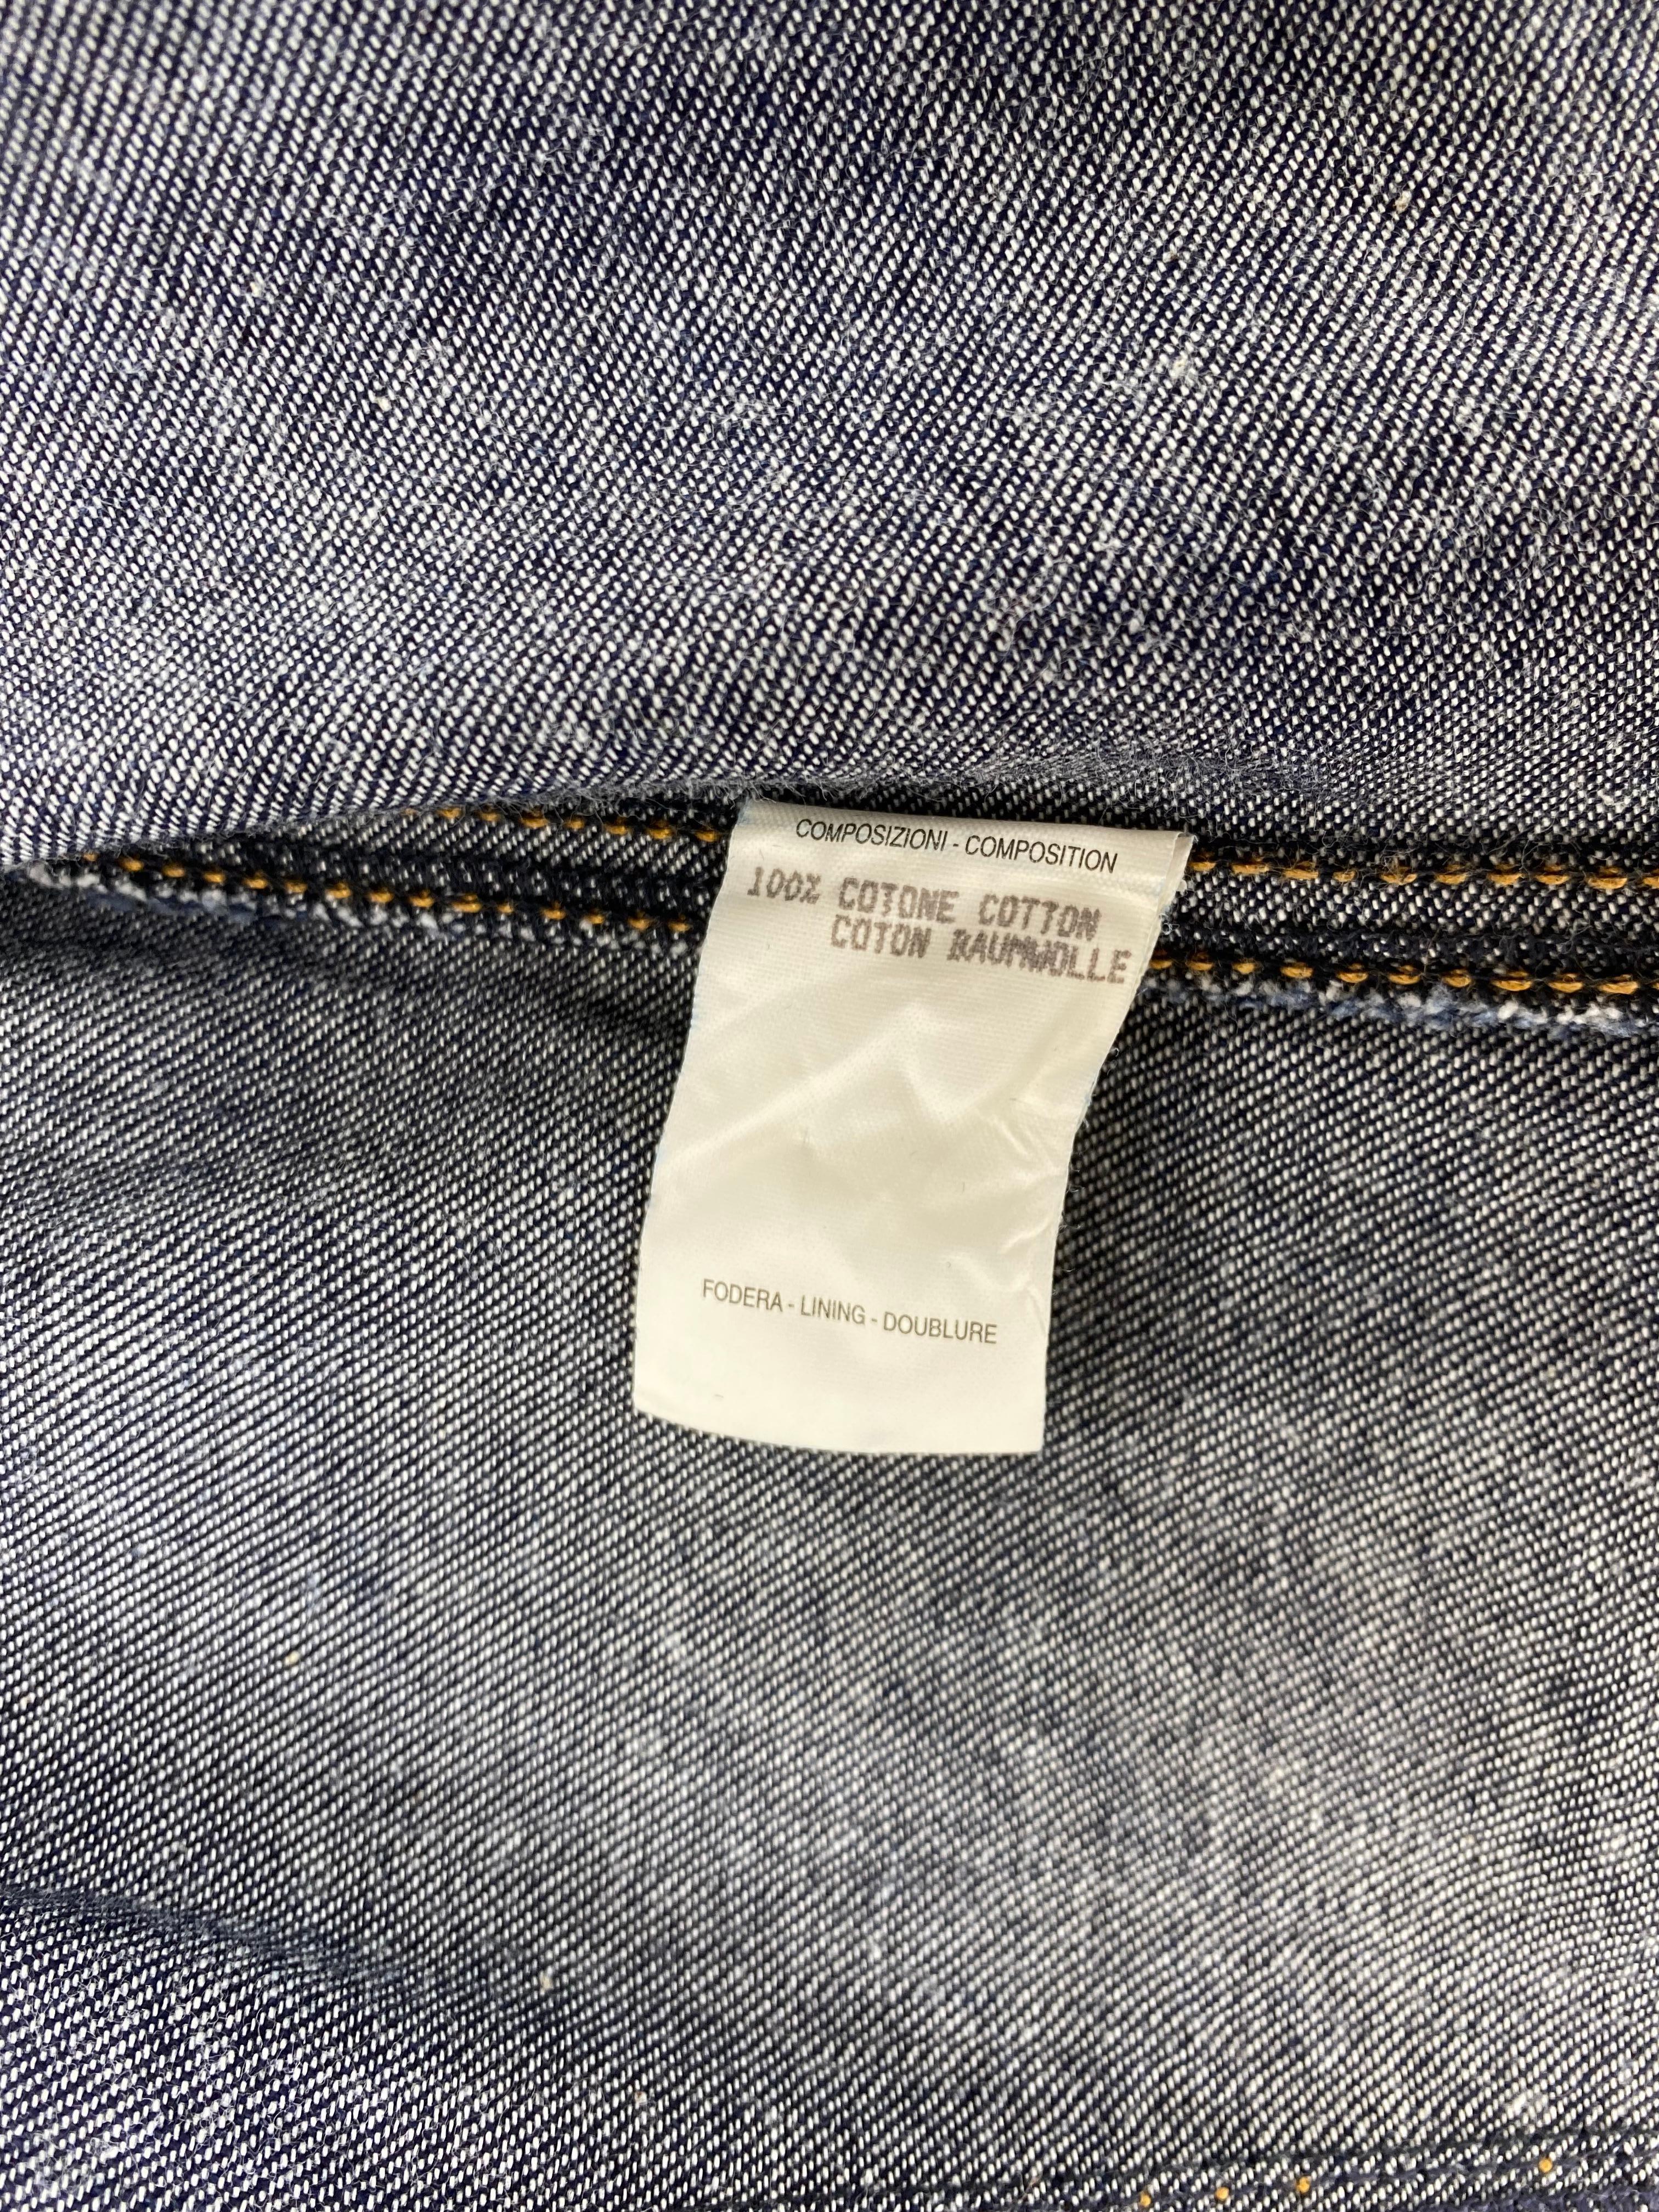 COMPOSIZIONI - COMPOSITION
100% COTONE COTTON
COTON BAUMWOLLE
FODERA - LINING - DOUBLURE